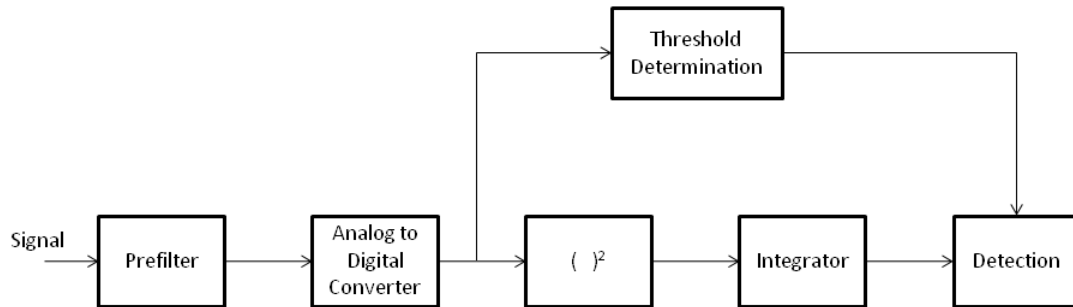 Threshold
Determination
Signal
Prefilter
Analog to
Digital
Converter
( )²
Integrator
Detection